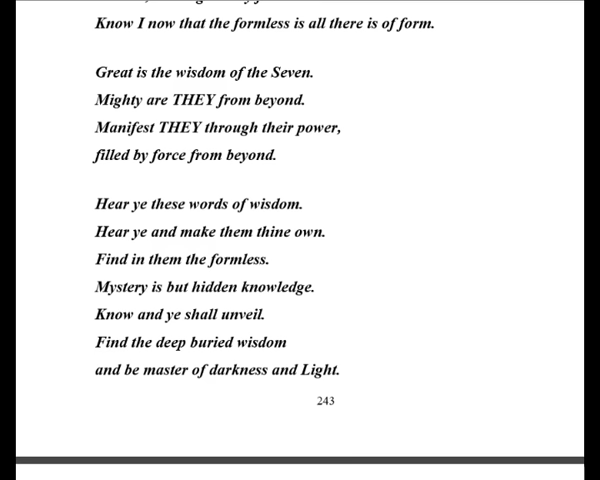 Know I now that the formless is all there is of form.
Great is the wisdom of the Seven.
Mighty are THEY from beyond.
Manifest THEY through their power,
filled by force from beyond.
Hear ye these words of wisdom.
Hear ye and make them thine own.
Find in them the formless.
Mystery is but hidden knowledge.
Know and ye shall unveil.
Find the deep buried wisdom
and be master of darkness and Light.
243